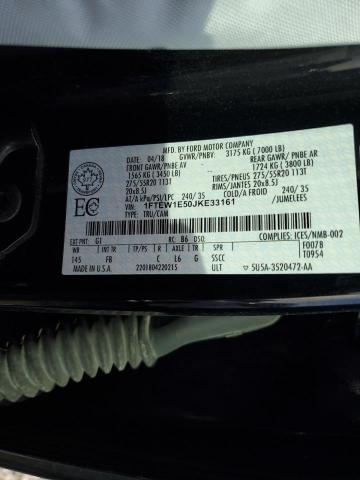 MFD. BY FORD MOTOR COMPANY
04/18 GVWR/PNBV: 3175 KG ( 7000 LB)
FRONT GAWR/PNBE AV REAR GAWR/ PNBE AR
1565 KG ( 3450 LB) 1724 KG ( 3800 LB)
275/55R20 113T TIRES/PNEUS 275/55R20 113T
20x8.5J RIMS/JANTES 20x8.5J
AT/A kPa/PSI/LPC 240/ 35 COLD/A FROID 240/ 35
VIN: 1FTEW1E50JKE33161 /JUMELEES
TYPE: TRU/CAM
EC
EXT PNT: G1 RC: B6 DSO: COMPLIES: ICES/NMB-002
WB INT TR TP/PS R AXLE TR SPR F0078
145 FB C L6 G SSCC T0954
MADE IN U.S.A. 2201804220215 ULT 5U5A-3520472-AA